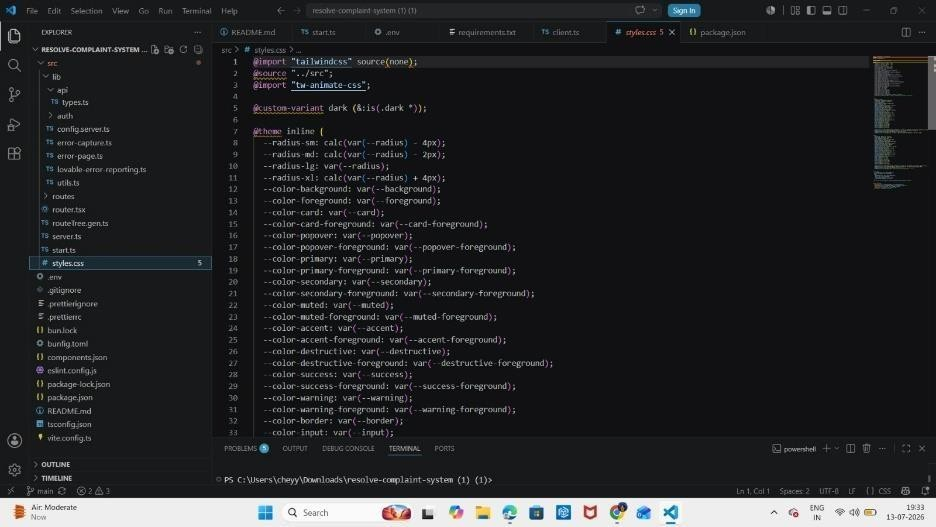 File Edit Selection View Go Run Terminal Help
resolve-complaint-system (1) (1)
Sign In
EXPLORER
RESOLVE-COMPLAINT-SYSTEM ...
src
lib
api
TS types.ts
auth
TS config.server.ts
TS error-capture.ts
TS error-page.ts
TS lovable-error-reporting.ts
TS utils.ts
routes
router.tsx
TS routeTree.gen.ts
TS server.ts
TS start.ts
# styles.css 5
.env
.gitignore
.prettierignore
.prettierrc
bun.lock
bunfig.toml
components.json
eslint.config.js
package-lock.json
package.json
README.md
tsconfig.json
vite.config.ts
OUTLINE
TIMELINE
README.md
TS start.ts
.env
requirements.txt
TS client.ts
# styles.css 5
package.json
src > # styles.css > ...
1 @import "tailwindcss" source(none);
2 @source "../src";
3 @import "tw-animate-css";
4
5 @custom-variant dark (&:is(.dark *));
6
7 @theme inline {
8 --radius-sm: calc(var(--radius) - 4px);
9 --radius-md: calc(var(--radius) - 2px);
10 --radius-lg: var(--radius);
11 --radius-xl: calc(var(--radius) + 4px);
12 --color-background: var(--background);
13 --color-foreground: var(--foreground);
14 --color-card: var(--card);
15 --color-card-foreground: var(--card-foreground);
16 --color-popover: var(--popover);
17 --color-popover-foreground: var(--popover-foreground);
18 --color-primary: var(--primary);
19 --color-primary-foreground: var(--primary-foreground);
20 --color-secondary: var(--secondary);
21 --color-secondary-foreground: var(--secondary-foreground);
22 --color-muted: var(--muted);
23 --color-muted-foreground: var(--muted-foreground);
24 --color-accent: var(--accent);
25 --color-accent-foreground: var(--accent-foreground);
26 --color-destructive: var(--destructive);
27 --color-destructive-foreground: var(--destructive-foreground);
28 --color-success: var(--success);
29 --color-success-foreground: var(--success-foreground);
30 --color-warning: var(--warning);
31 --color-warning-foreground: var(--warning-foreground);
32 --color-border: var(--border);
33 --color-input: var(--input);
PROBLEMS 5 OUTPUT DEBUG CONSOLE TERMINAL PORTS
powershell
PS C:\Users\cheyy\Downloads\resolve-complaint-system (1) (1)>
main 2 3
Ln 1, Col 1 Spaces: 2 UTF-8 LF {} CSS
Air: Moderate
Now
Search
ENG
IN
19:33
13-07-2026